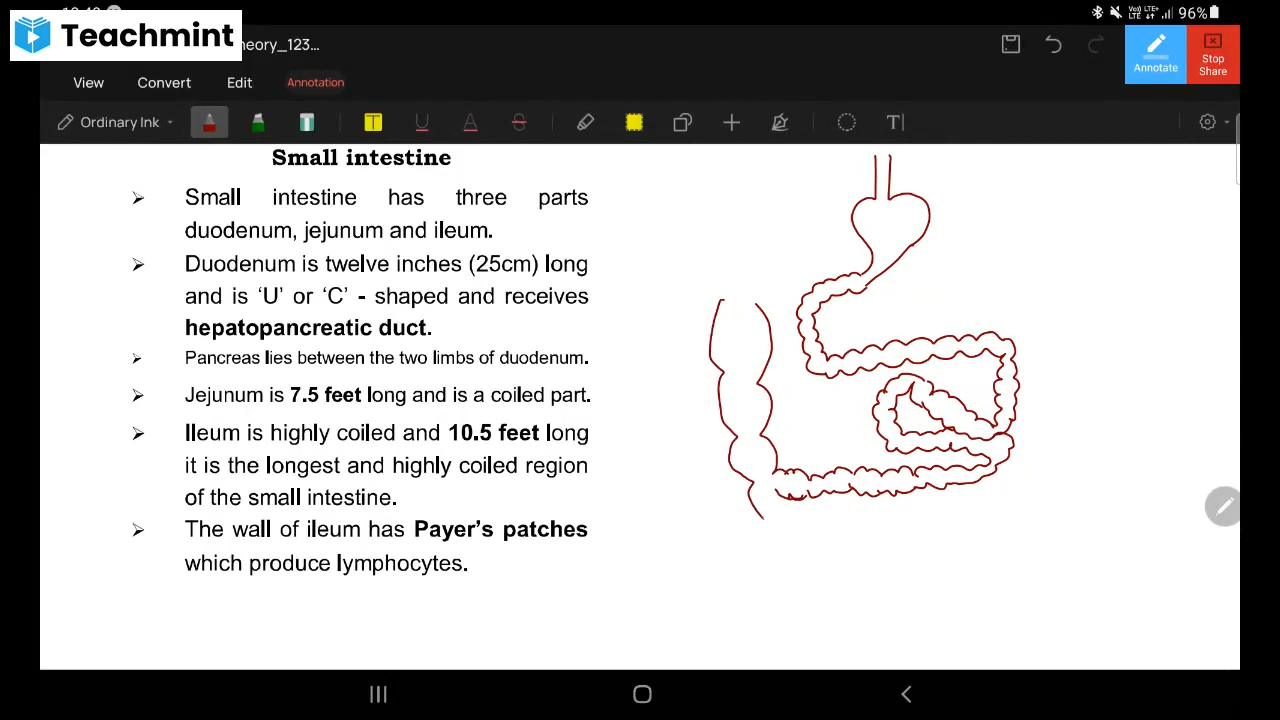 Teachmint
eory_123...
Vo)) LTE+
LTE
96%
Annotate
Stop
Share
View Convert Edit Annotation
Ordinary Ink
Small intestine
➢ Small intestine has three parts
duodenum, jejunum and ileum.
➢ Duodenum is twelve inches (25cm) long
and is ‘U’ or ‘C’ - shaped and receives
hepatopancreatic duct.
➢ Pancreas lies between the two limbs of duodenum.
➢ Jejunum is 7.5 feet long and is a coiled part.
➢ Ileum is highly coiled and 10.5 feet long
it is the longest and highly coiled region
of the small intestine.
➢ The wall of ileum has Payer’s patches
which produce lymphocytes.